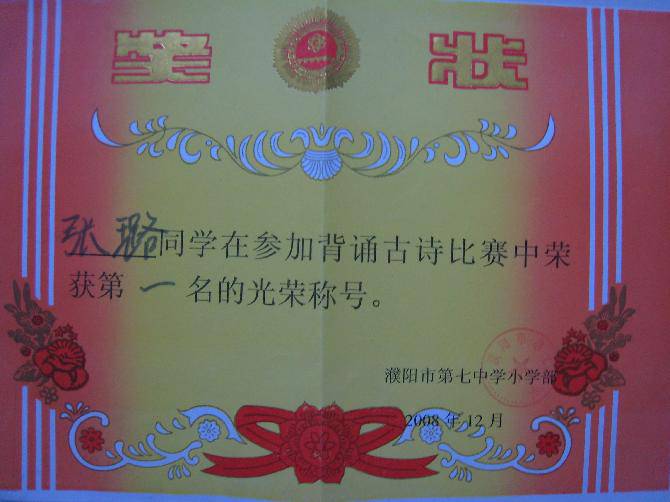 奖 状
张璐同学在参加背诵古诗比赛中荣
获第一名的光荣称号。
濮阳市第七中学小学部
2008年12月